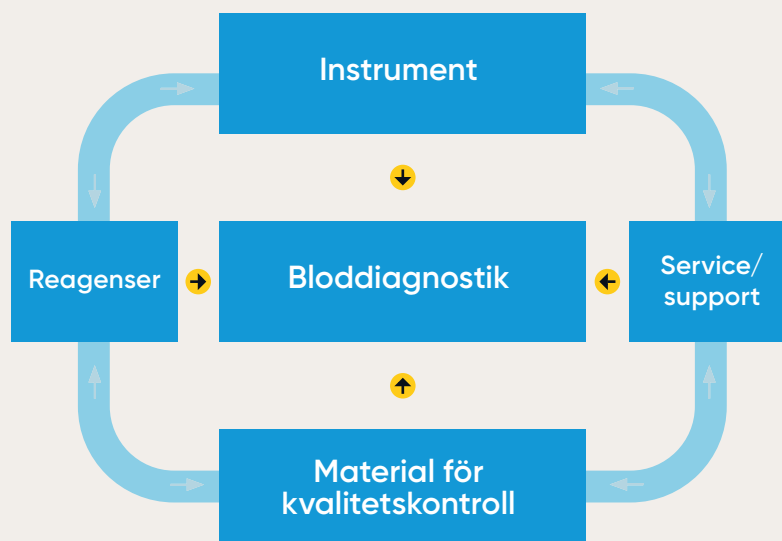 Instrument
Reagenser
Bloddiagnostik
Service/
support
Material för
kvalitetskontroll